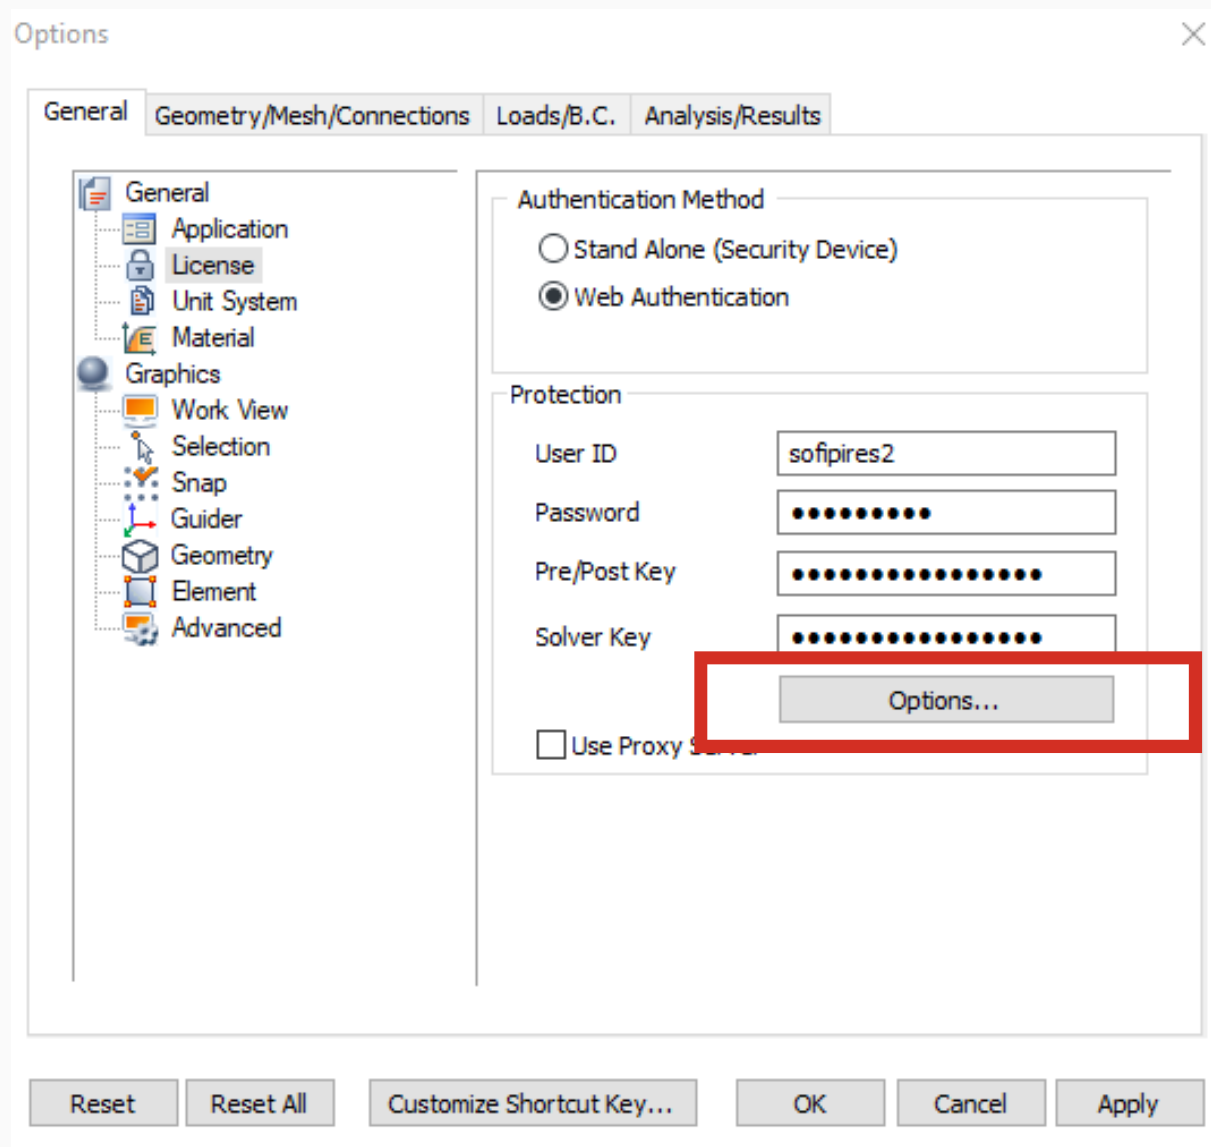 Options
General
Geometry/Mesh/Connections
Loads/B.C.
Analysis/Results
General
Application
License
Unit System
Material
Graphics
Work View
Selection
Snap
Guider
Geometry
Element
Advanced
Authentication Method
Stand Alone (Security Device)
Web Authentication
Protection
User ID
sofipires2
Password
Pre/Post Key
Solver Key
Options...
Use Proxy Server
Reset
Reset All
Customize Shortcut Key...
OK
Cancel
Apply